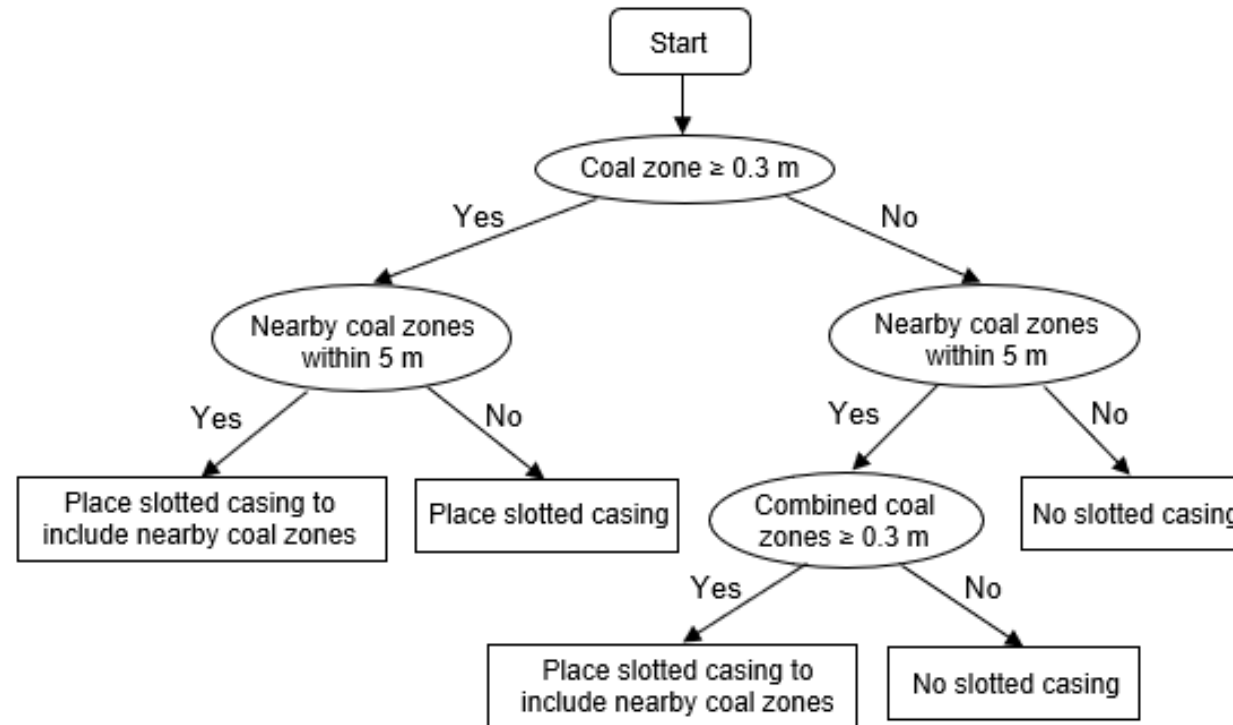 Start
Coal zone ≥ 0.3 m
Yes
No
Nearby coal zones
within 5 m
Nearby coal zones
within 5 m
Yes
No
Yes
No
Place slotted casing to
include nearby coal zones
Place slotted casing
Combined coal
zones ≥ 0.3 m
No slotted casing
Yes
No
Place slotted casing to
include nearby coal zones
No slotted casing